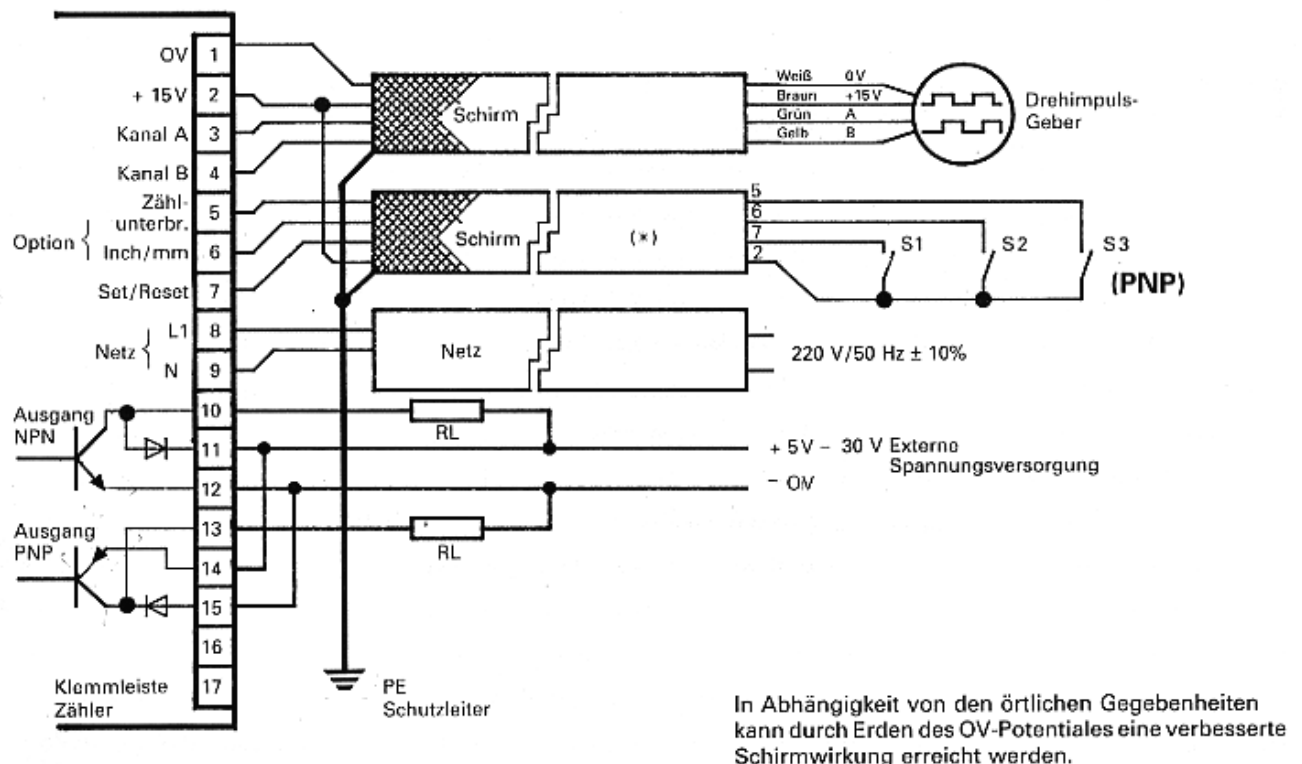 OV 1
+ 15V 2
Kanal A 3
Kanal B 4
Zähl-
unterbr. 5
Option { Inch/mm 6
Set/Reset 7
Netz { L1 8
N 9
10
11
12
13
14
15
16
17
Ausgang
NPN
Ausgang
PNP
Klemmleiste
Zähler
Schirm
Weiß 0V
Braun +15V
Grün A
Gelb B
Drehimpuls-
Geber
Schirm (*)
5
6
7
2
S1 S2 S3
(PNP)
Netz
220 V/50 Hz ± 10%
RL
+ 5V – 30 V Externe
Spannungsversorgung
– OV
RL
PE
Schutzleiter
In Abhängigkeit von den örtlichen Gegebenheiten
kann durch Erden des OV-Potentiales eine verbesserte
Schirmwirkung erreicht werden.